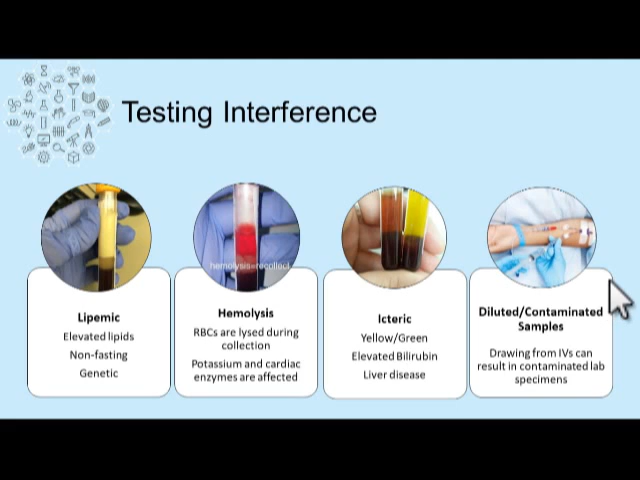 Testing Interference
hemolysis=recollect
Lipemic
Elevated lipids
Non-fasting
Genetic
Hemolysis
RBCs are lysed during
collection
Potassium and cardiac
enzymes are affected
Icteric
Yellow/Green
Elevated Bilirubin
Liver disease
Diluted/Contaminated
Samples
Drawing from IVs can
result in contaminated lab
specimens